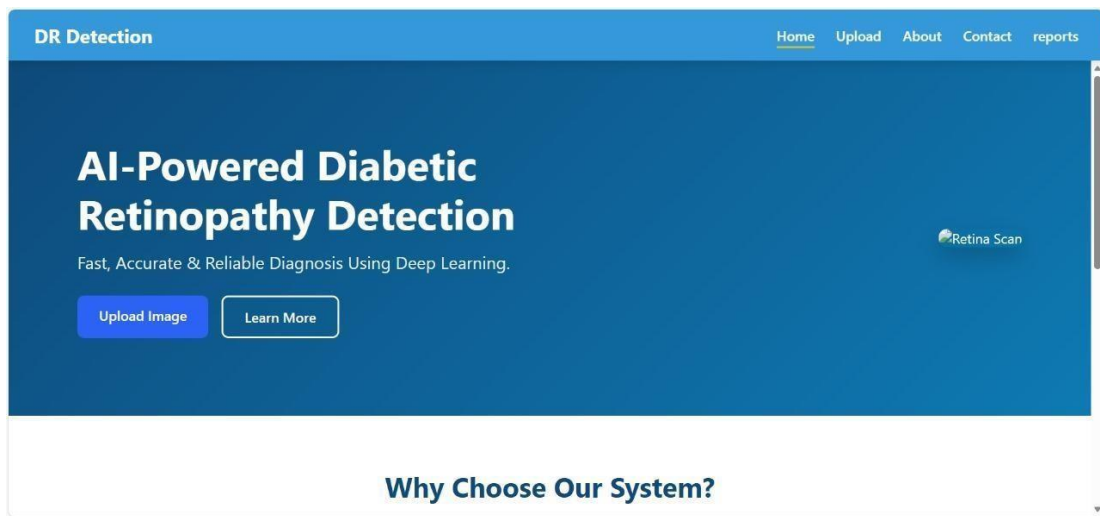 DR Detection
Home Upload About Contact reports
AI-Powered Diabetic
Retinopathy Detection
Fast, Accurate & Reliable Diagnosis Using Deep Learning.
Upload Image Learn More
Retina Scan
Why Choose Our System?